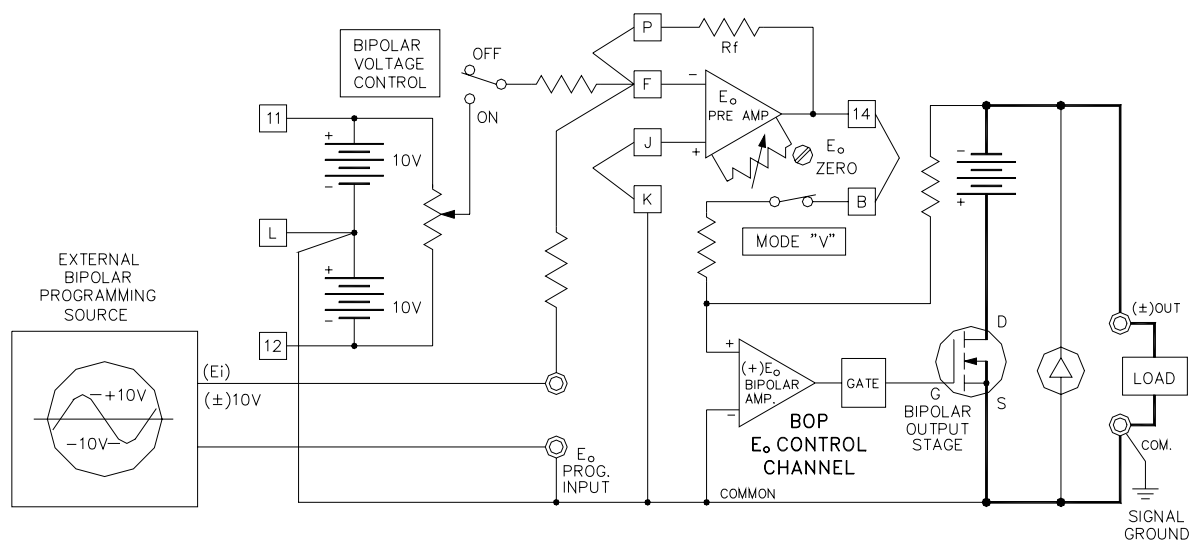 BIPOLAR
VOLTAGE
CONTROL
OFF
ON
P
Rf
F
−
Eo
PRE AMP
J
+
Eo
ZERO
K
14
B
MODE "V"
11
+
10V
−
L
+
10V
−
12
−
+
EXTERNAL
BIPOLAR
PROGRAMMING
SOURCE
+10V
−10V
(Ei)
(±)10V
Eo
PROG.
INPUT
COMMON
+
(+)Eo
BIPOLAR
AMP.
−
GATE
BOP
Eo CONTROL
CHANNEL
D
G
S
BIPOLAR
OUTPUT
STAGE
(±)OUT
LOAD
COM.
SIGNAL
GROUND